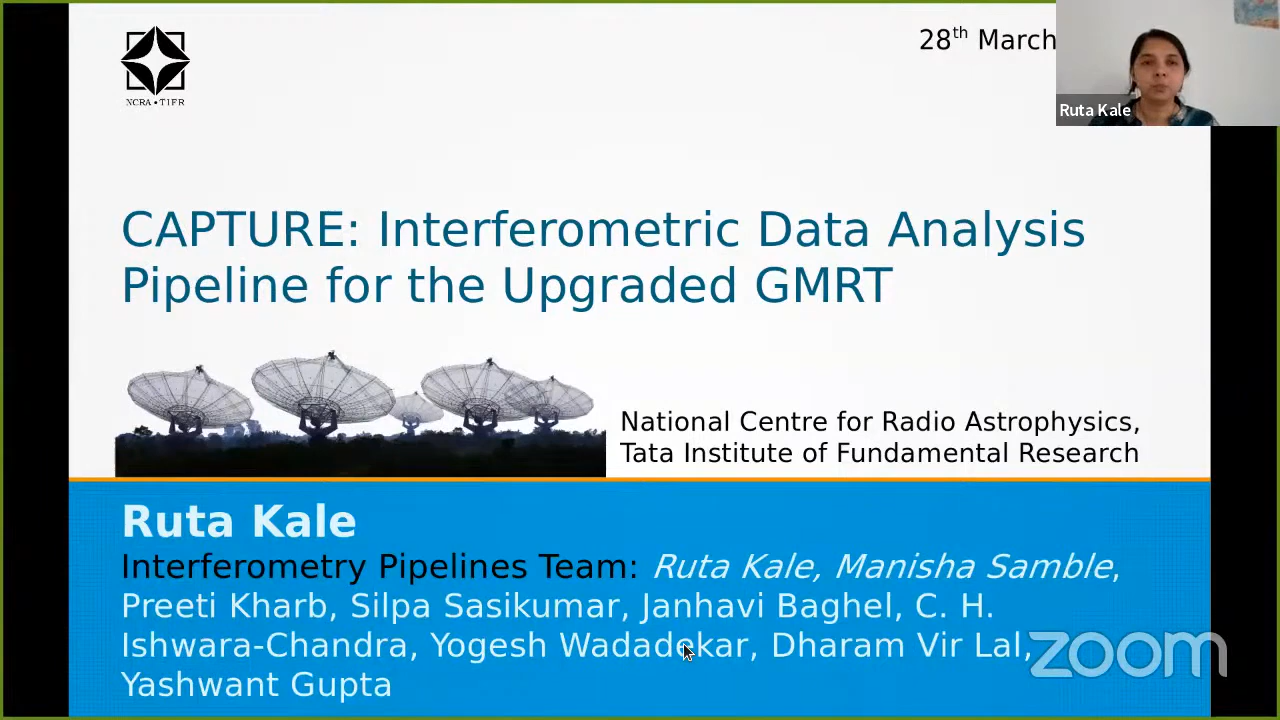 28th March
Ruta Kale
NCRA • TIFR
CAPTURE: Interferometric Data Analysis
Pipeline for the Upgraded GMRT
National Centre for Radio Astrophysics,
Tata Institute of Fundamental Research
Ruta Kale
Interferometry Pipelines Team: Ruta Kale, Manisha Samble,
Preeti Kharb, Silpa Sasikumar, Janhavi Baghel, C. H.
Ishwara-Chandra, Yogesh Wadadekar, Dharam Vir Lal,
Yashwant Gupta
zoom